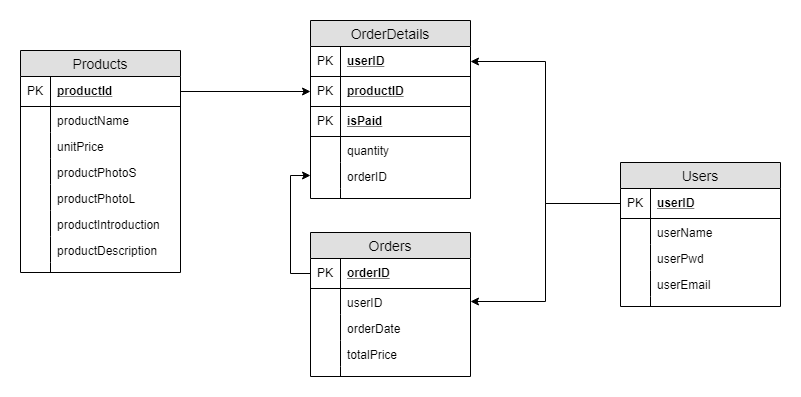 Products
PK productId
productName
unitPrice
productPhotoS
productPhotoL
productIntroduction
productDescription
OrderDetails
PK userID
PK productID
PK isPaid
quantity
orderID
Orders
PK orderID
userID
orderDate
totalPrice
Users
PK userID
userName
userPwd
userEmail